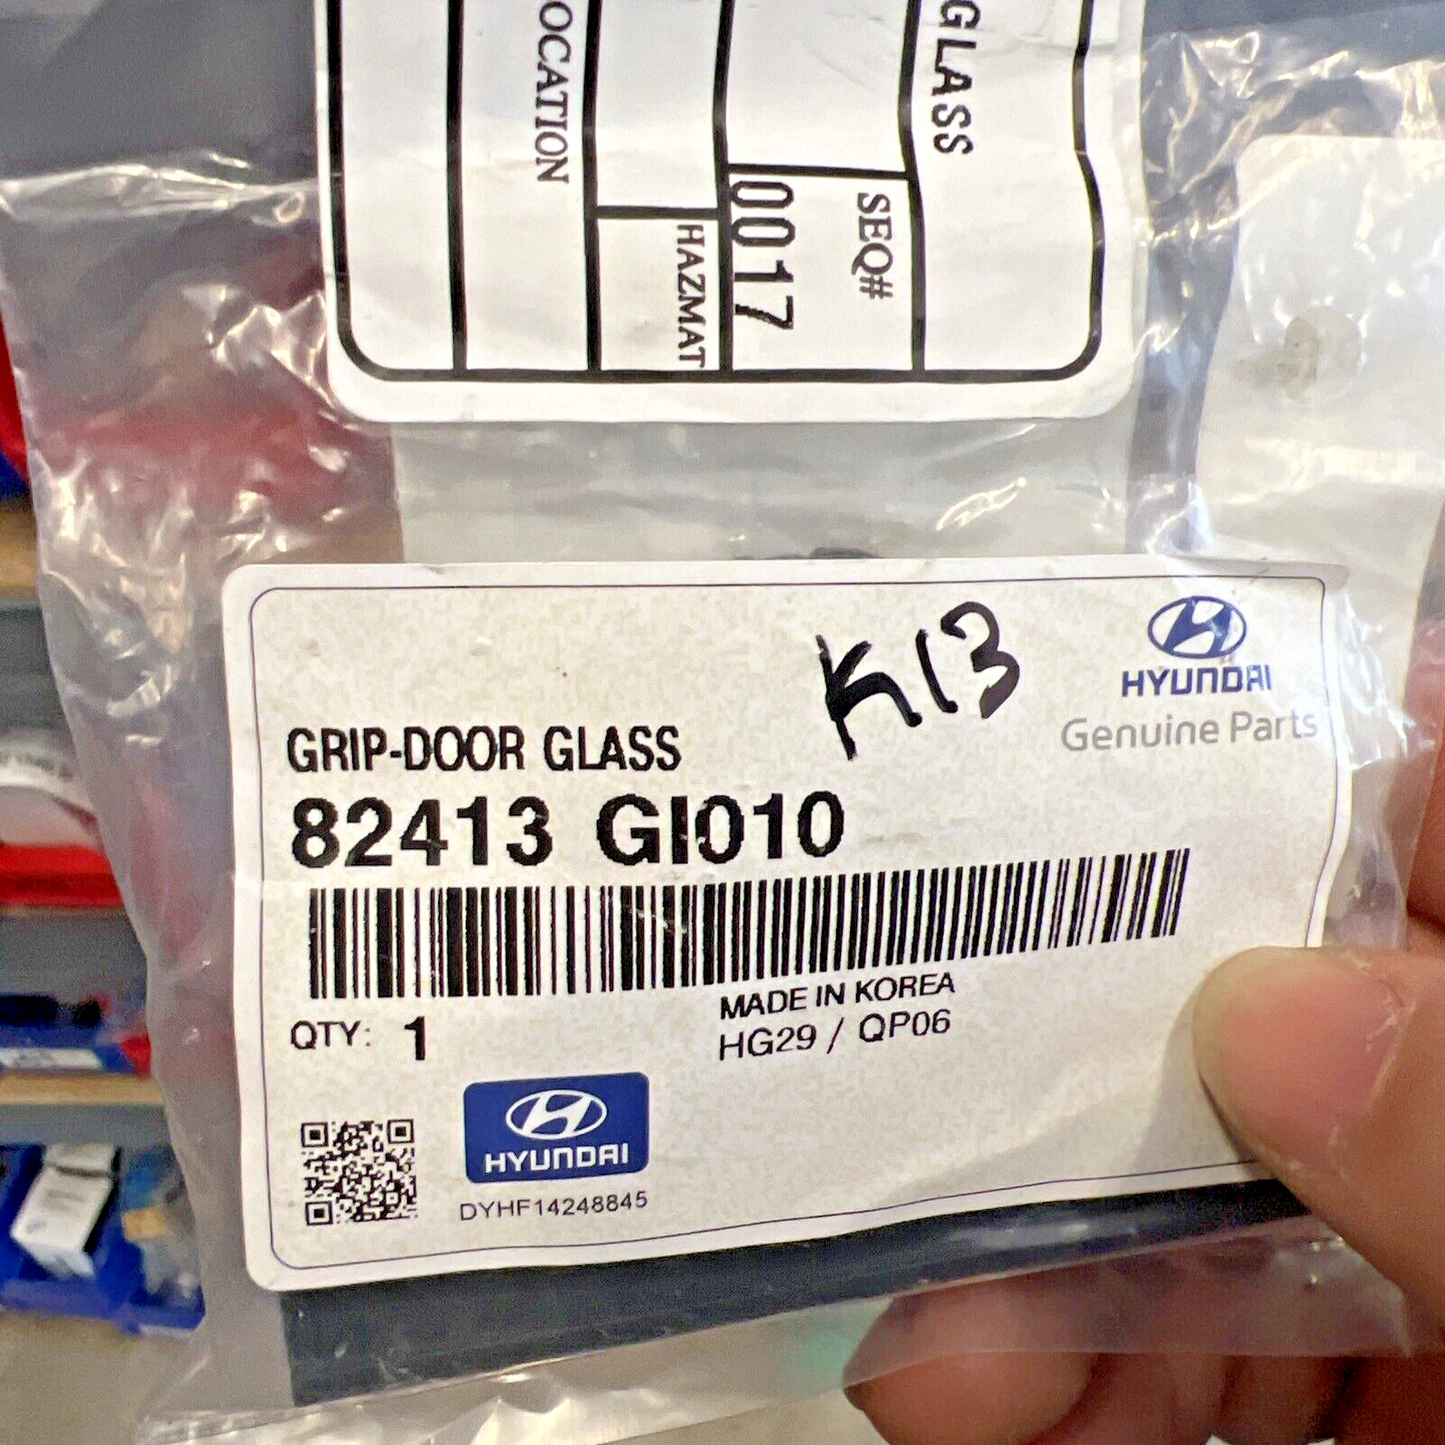 GLASS
SEQ#
0017
HAZMAT
OCATION
K13
HYUNDAI
Genuine Parts
GRIP-DOOR GLASS
82413 GI010
MADE IN KOREA
QTY: 1
HG29 / QP06
HYUNDAI
DYHF14248845